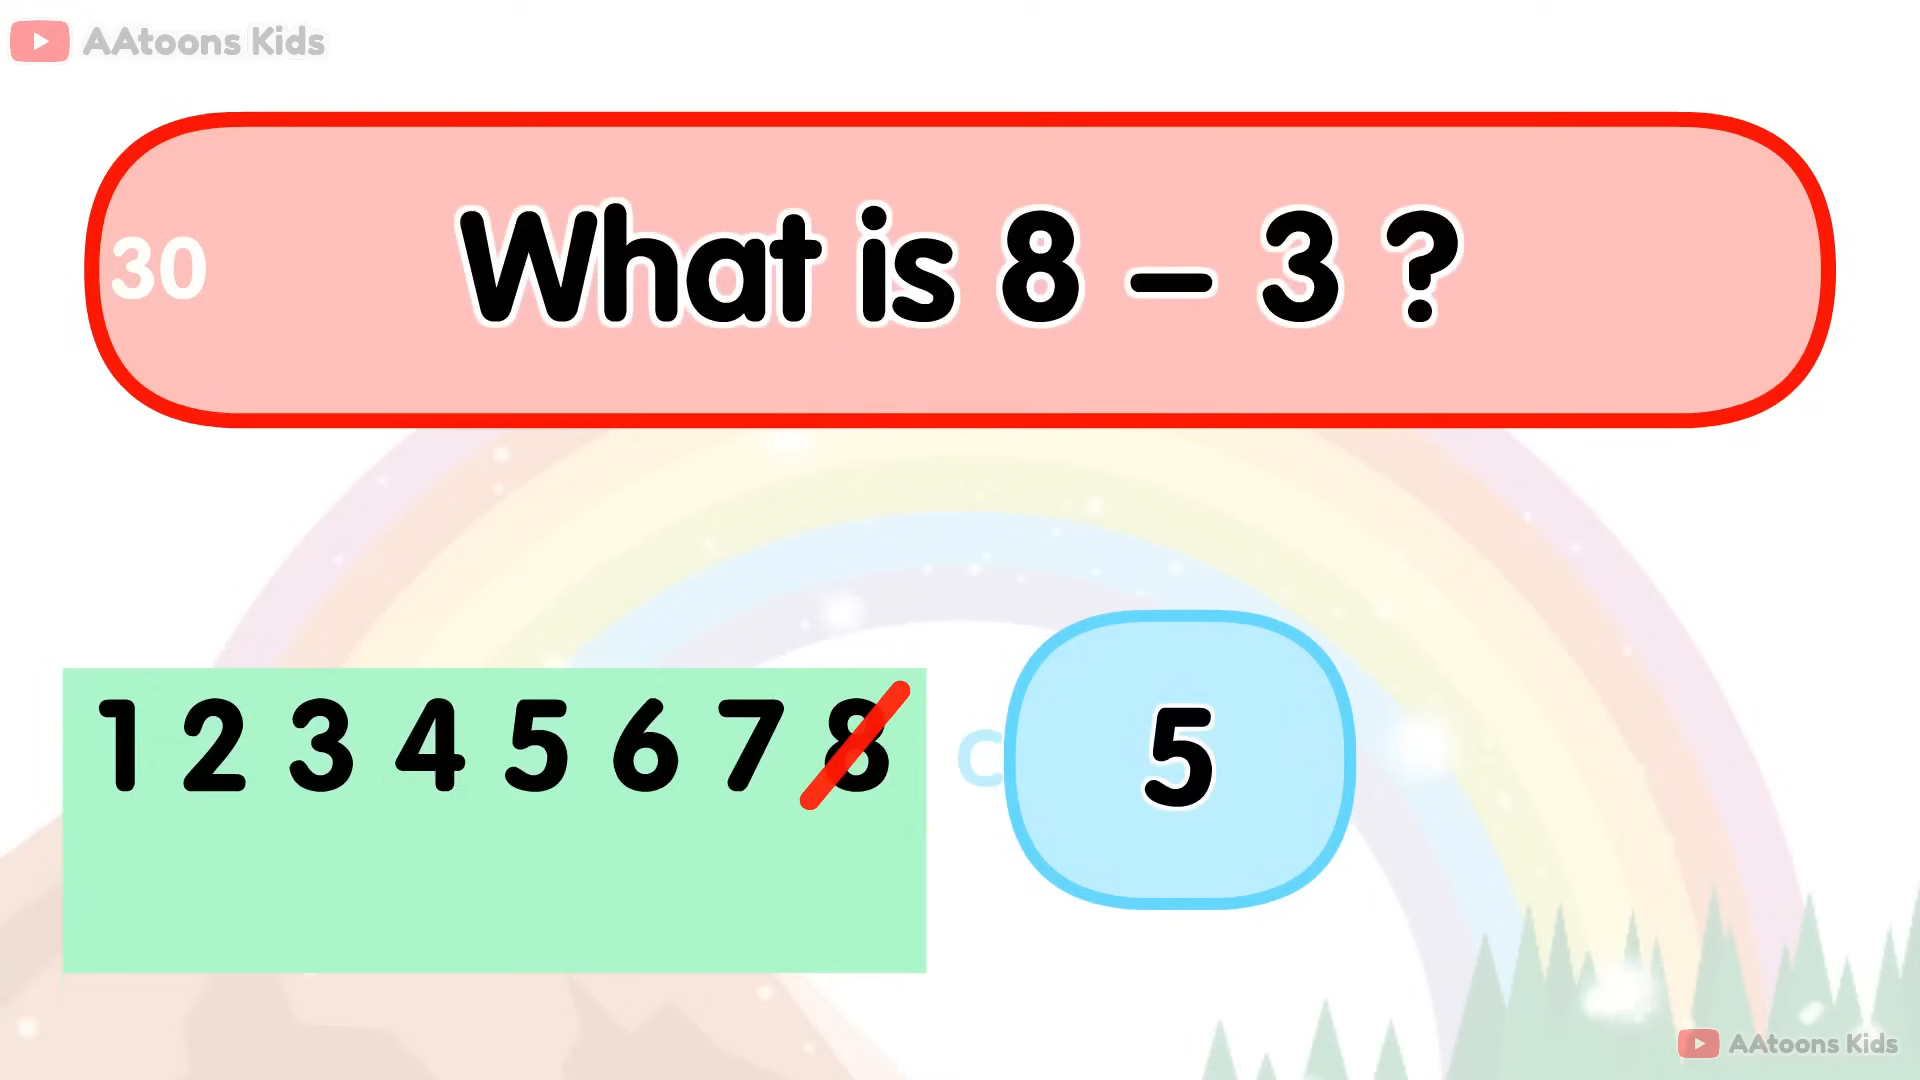 AAtoons Kids
30
What is 8 – 3 ?
1 2 3 4 5 6 7 8
C
5
AAtoons Kids